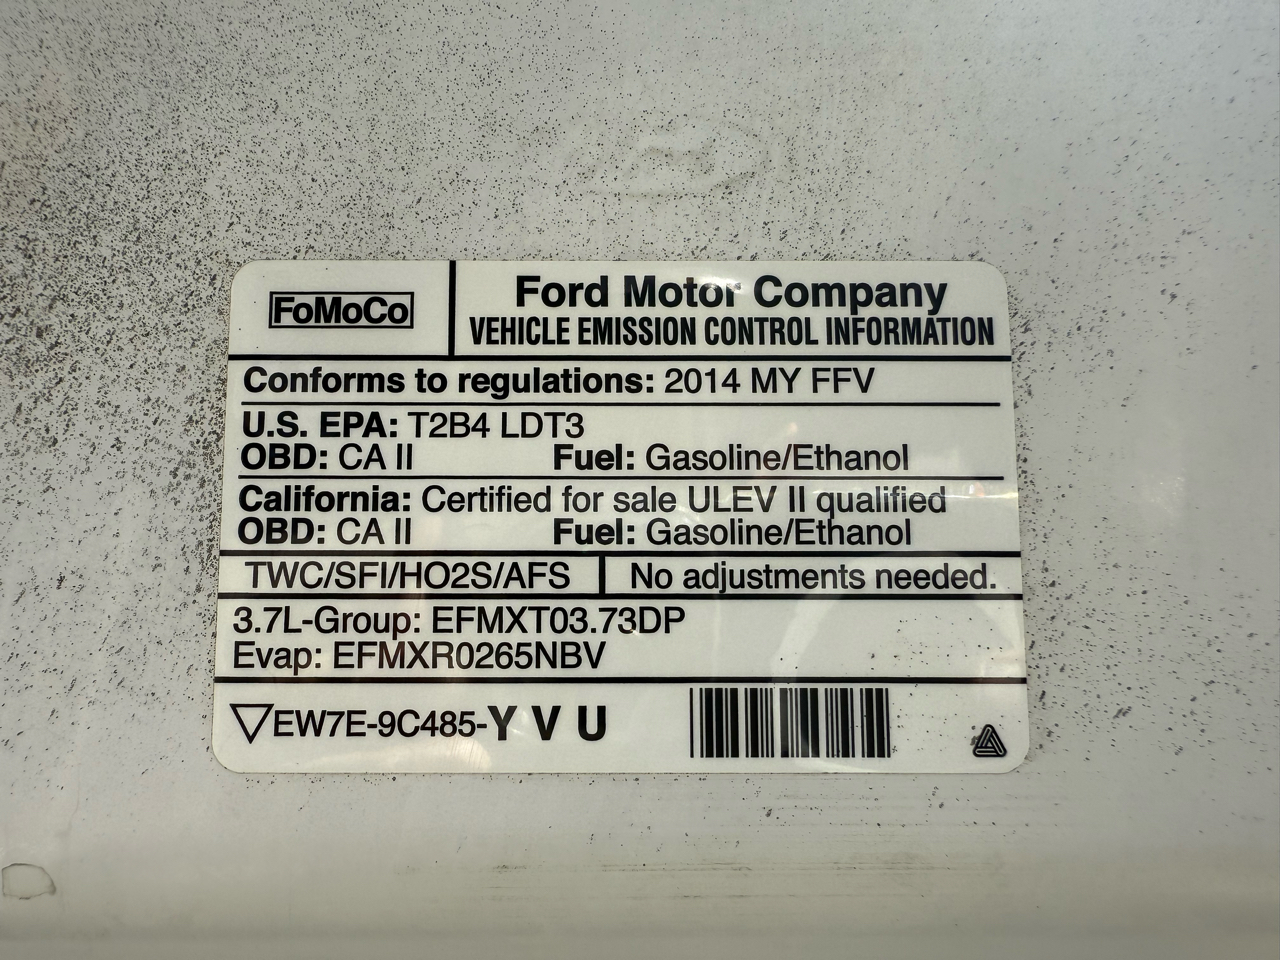 FoMoCo
Ford Motor Company
VEHICLE EMISSION CONTROL INFORMATION
Conforms to regulations: 2014 MY FFV
U.S. EPA: T2B4 LDT3
OBD: CA II Fuel: Gasoline/Ethanol
California: Certified for sale ULEV II qualified
OBD: CA II Fuel: Gasoline/Ethanol
TWC/SFI/HO2S/AFS No adjustments needed.
3.7L-Group: EFMXT03.73DP
Evap: EFMXR0265NBV
EW7E-9C485-Y V U